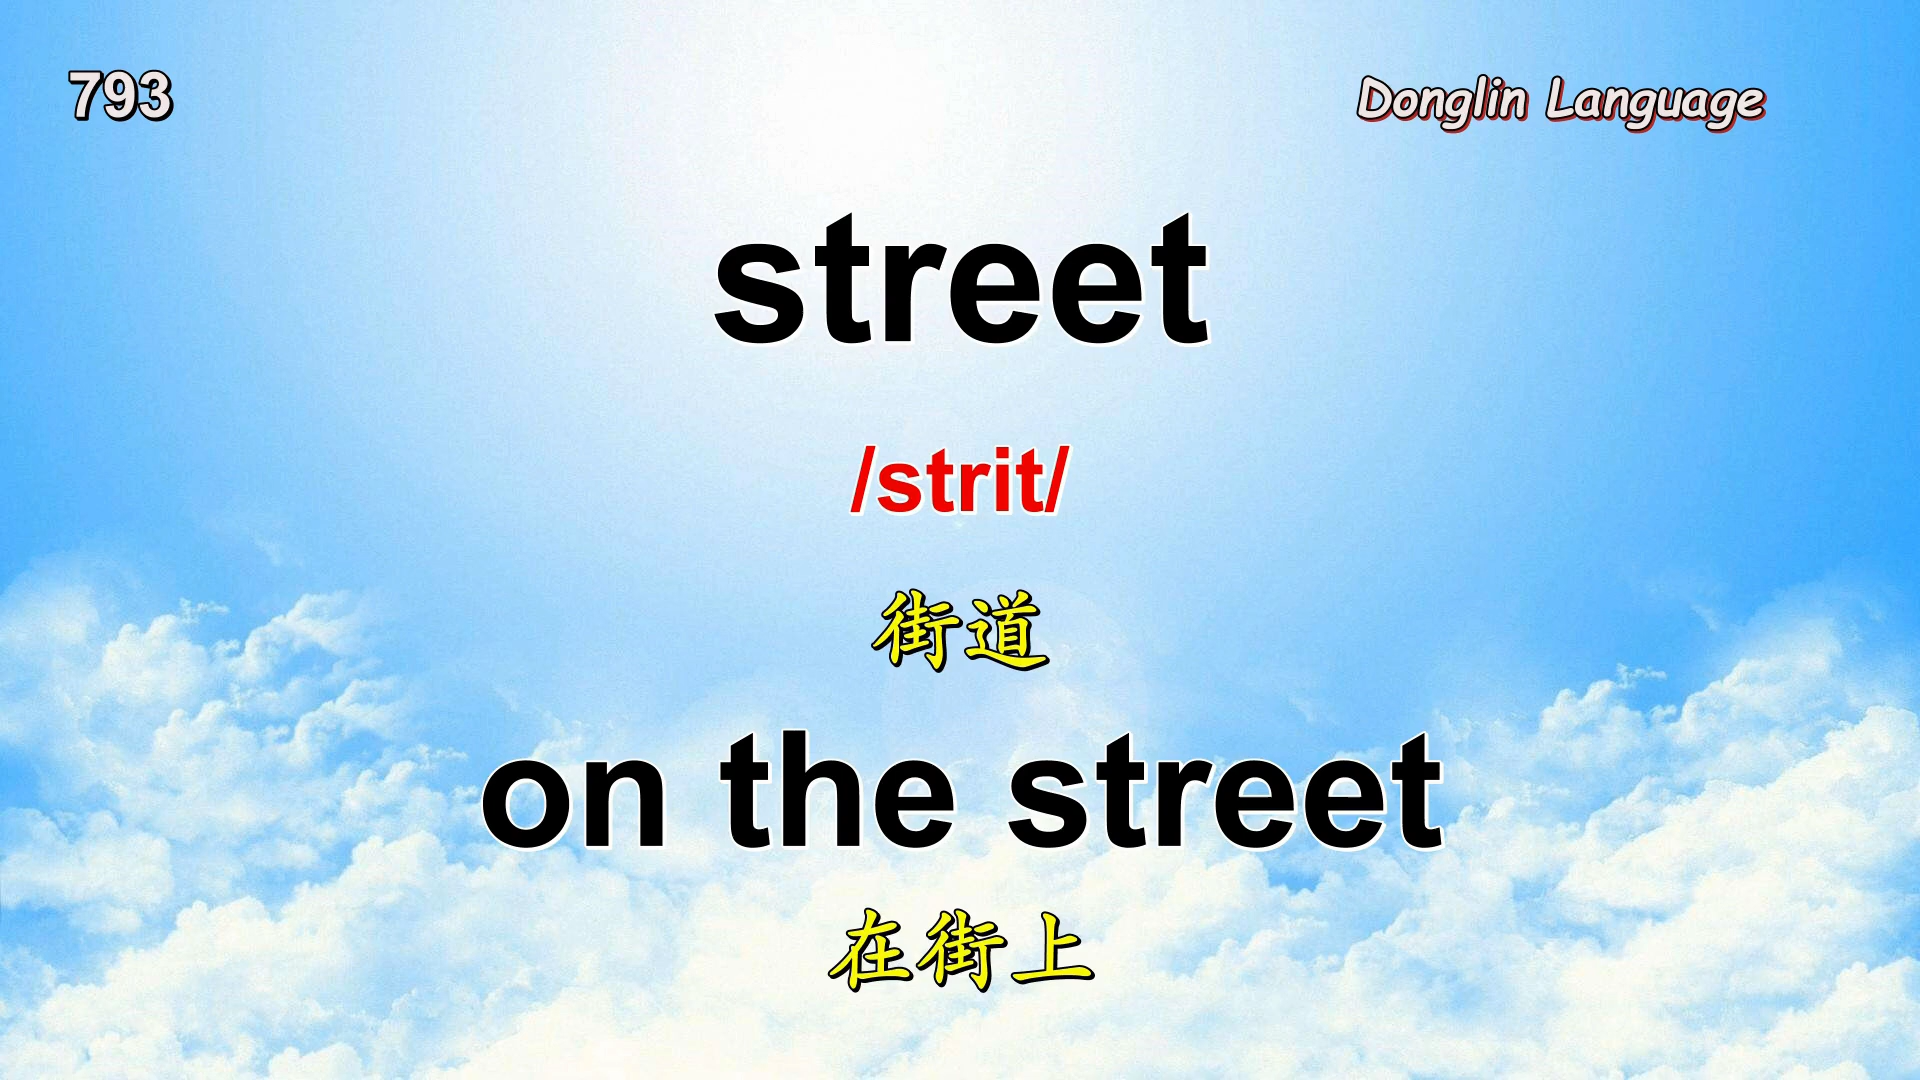 793
Donglin Language
street
/strit/
街道
on the street
在街上